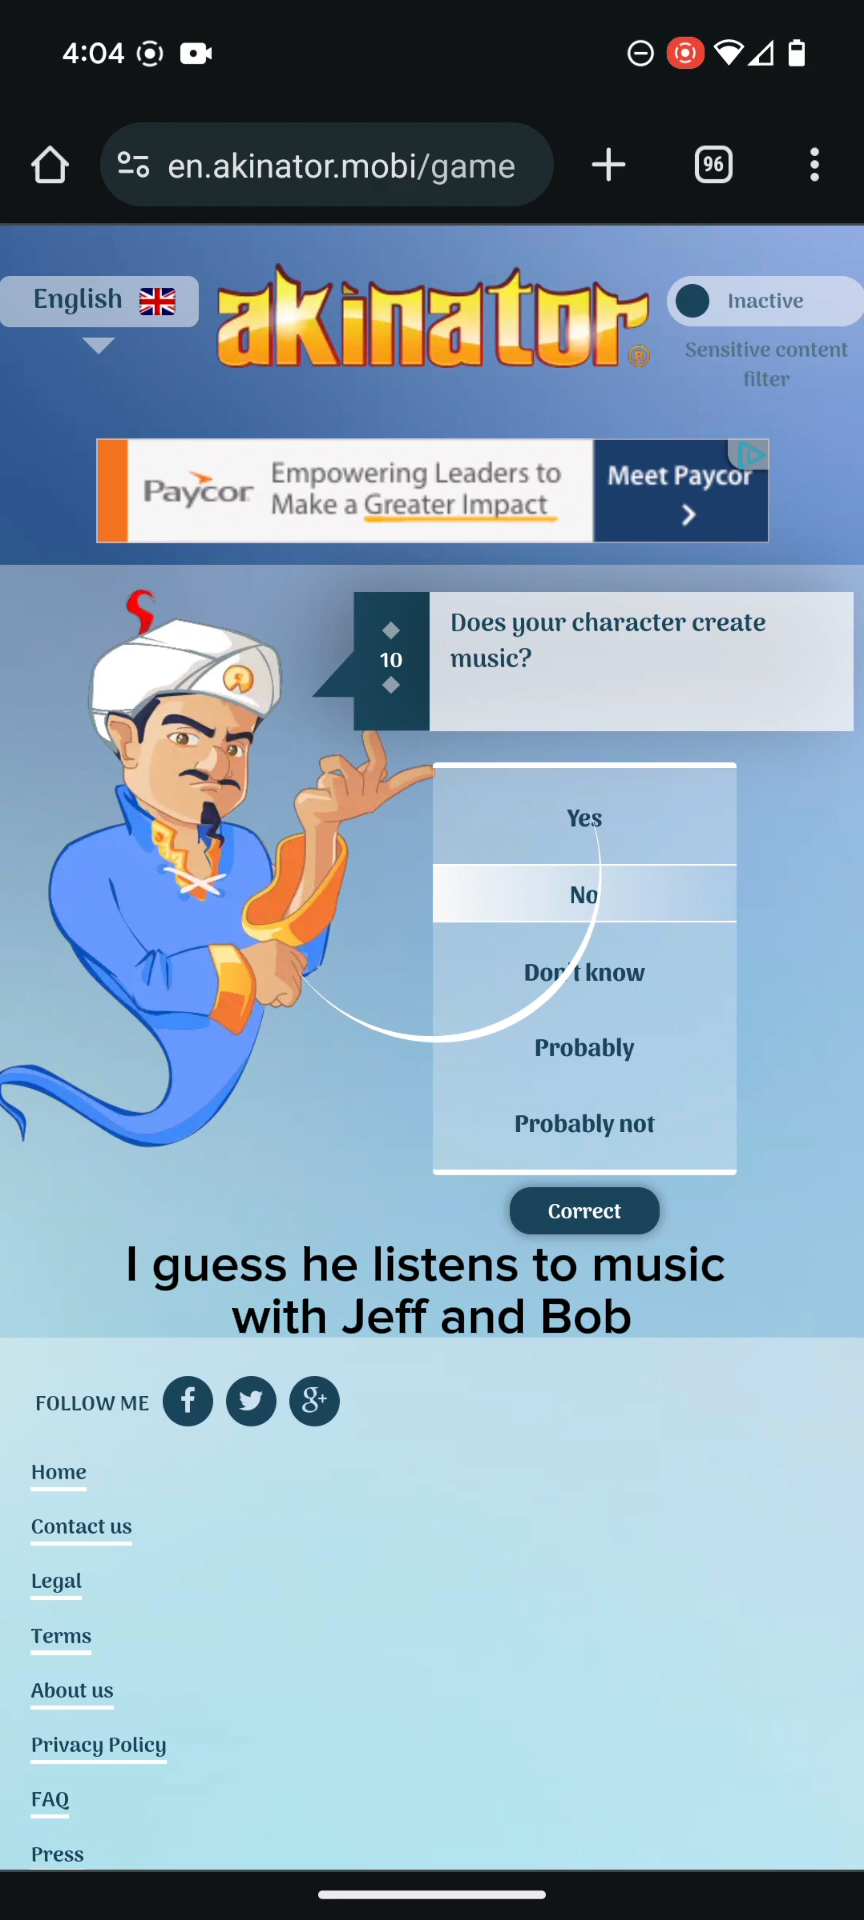 4:04
en.akinator.mobi/game
96
English
akinator
®
Inactive
Sensitive content
filter
Paycor
Empowering Leaders to
Make a Greater Impact
Meet Paycor
10
Does your character create
music?
Yes
No
Don't know
Probably
Probably not
Correct
I guess he listens to music
with Jeff and Bob
FOLLOW ME
Home
Contact us
Legal
Terms
About us
Privacy Policy
FAQ
Press